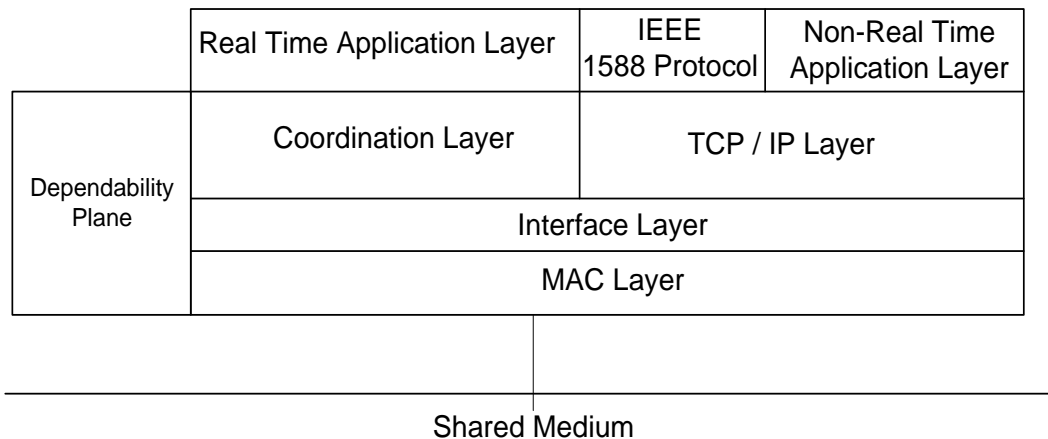 Real Time Application Layer
IEEE
1588 Protocol
Non-Real Time
Application Layer
Dependability
Plane
Coordination Layer
TCP / IP Layer
Interface Layer
MAC Layer
Shared Medium